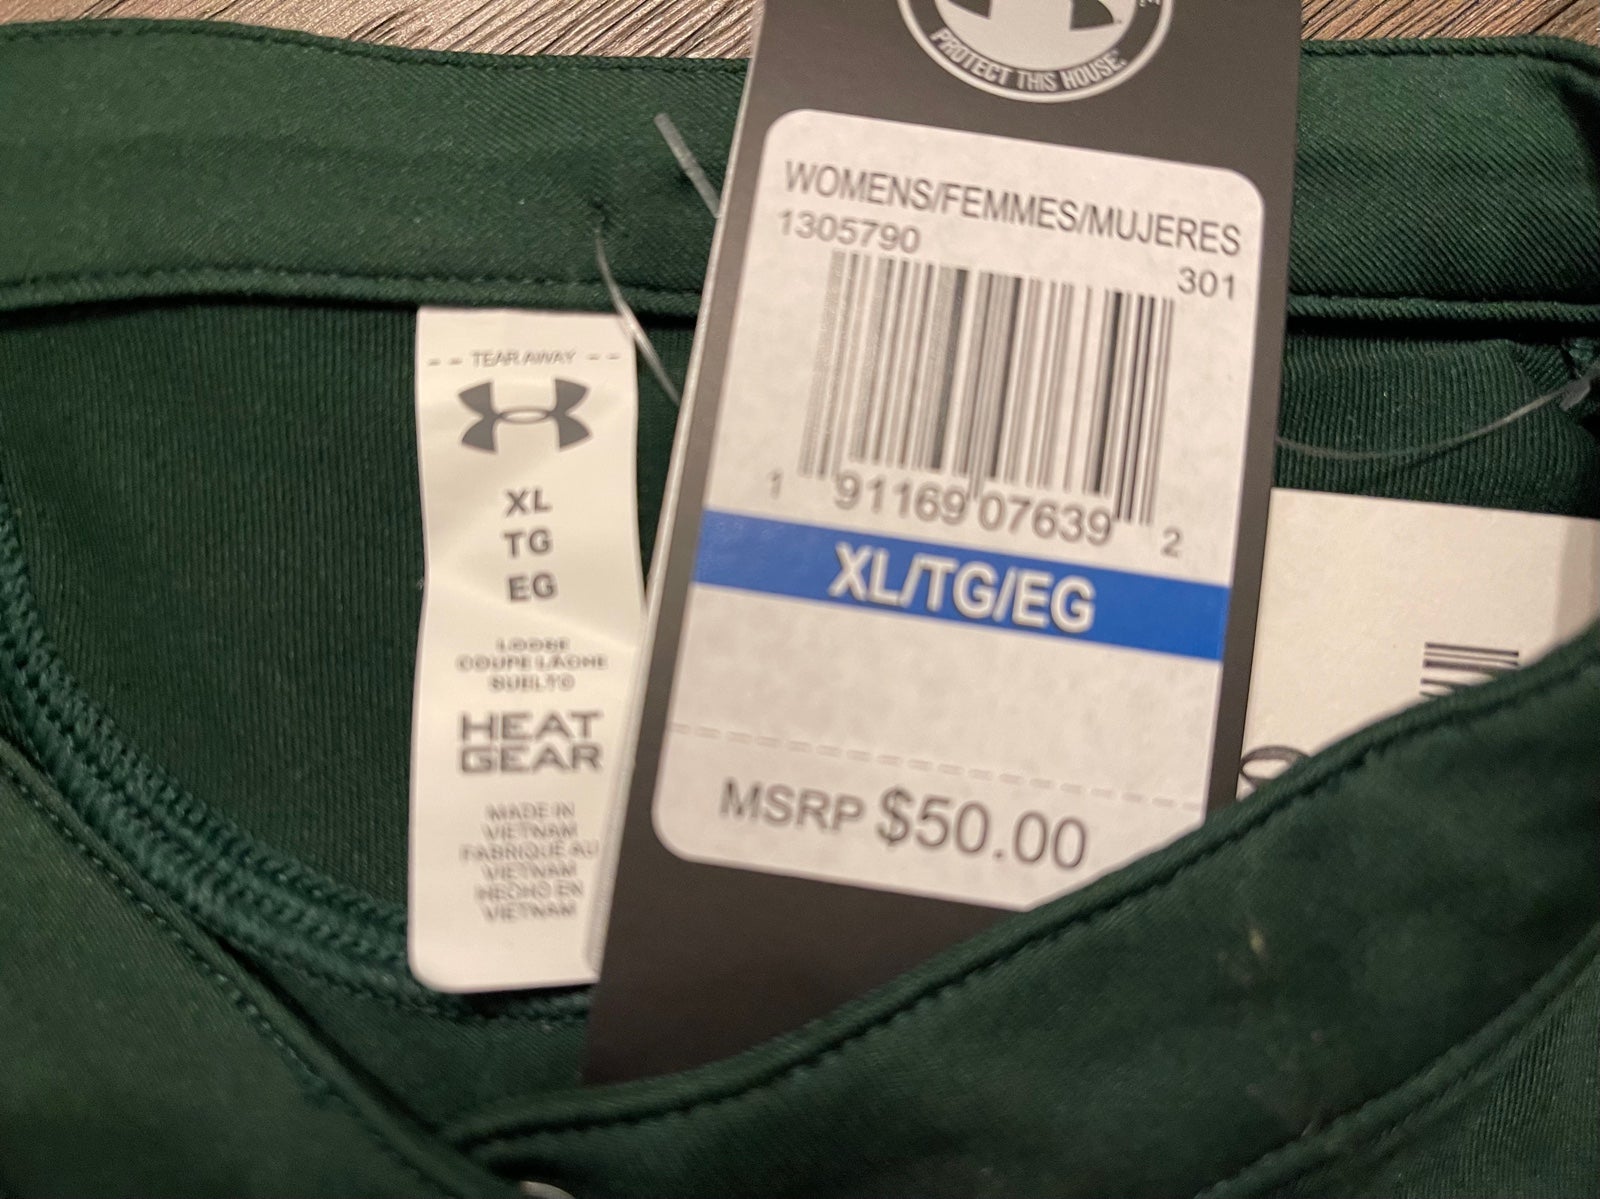 PROTECT THIS HOUSE.
WOMENS/FEMMES/MUJERES
1305790
301
1 91169 07639 2
XL/TG/EG
MSRP $50.00
-- TEAR AWAY --
XL
TG
EG
LOOSE
COUPE LÂCHE
SUELTO
HEAT
GEAR
MADE IN
VIETNAM
FABRIQUÉ AU
VIETNAM
HECHO EN
VIETNAM